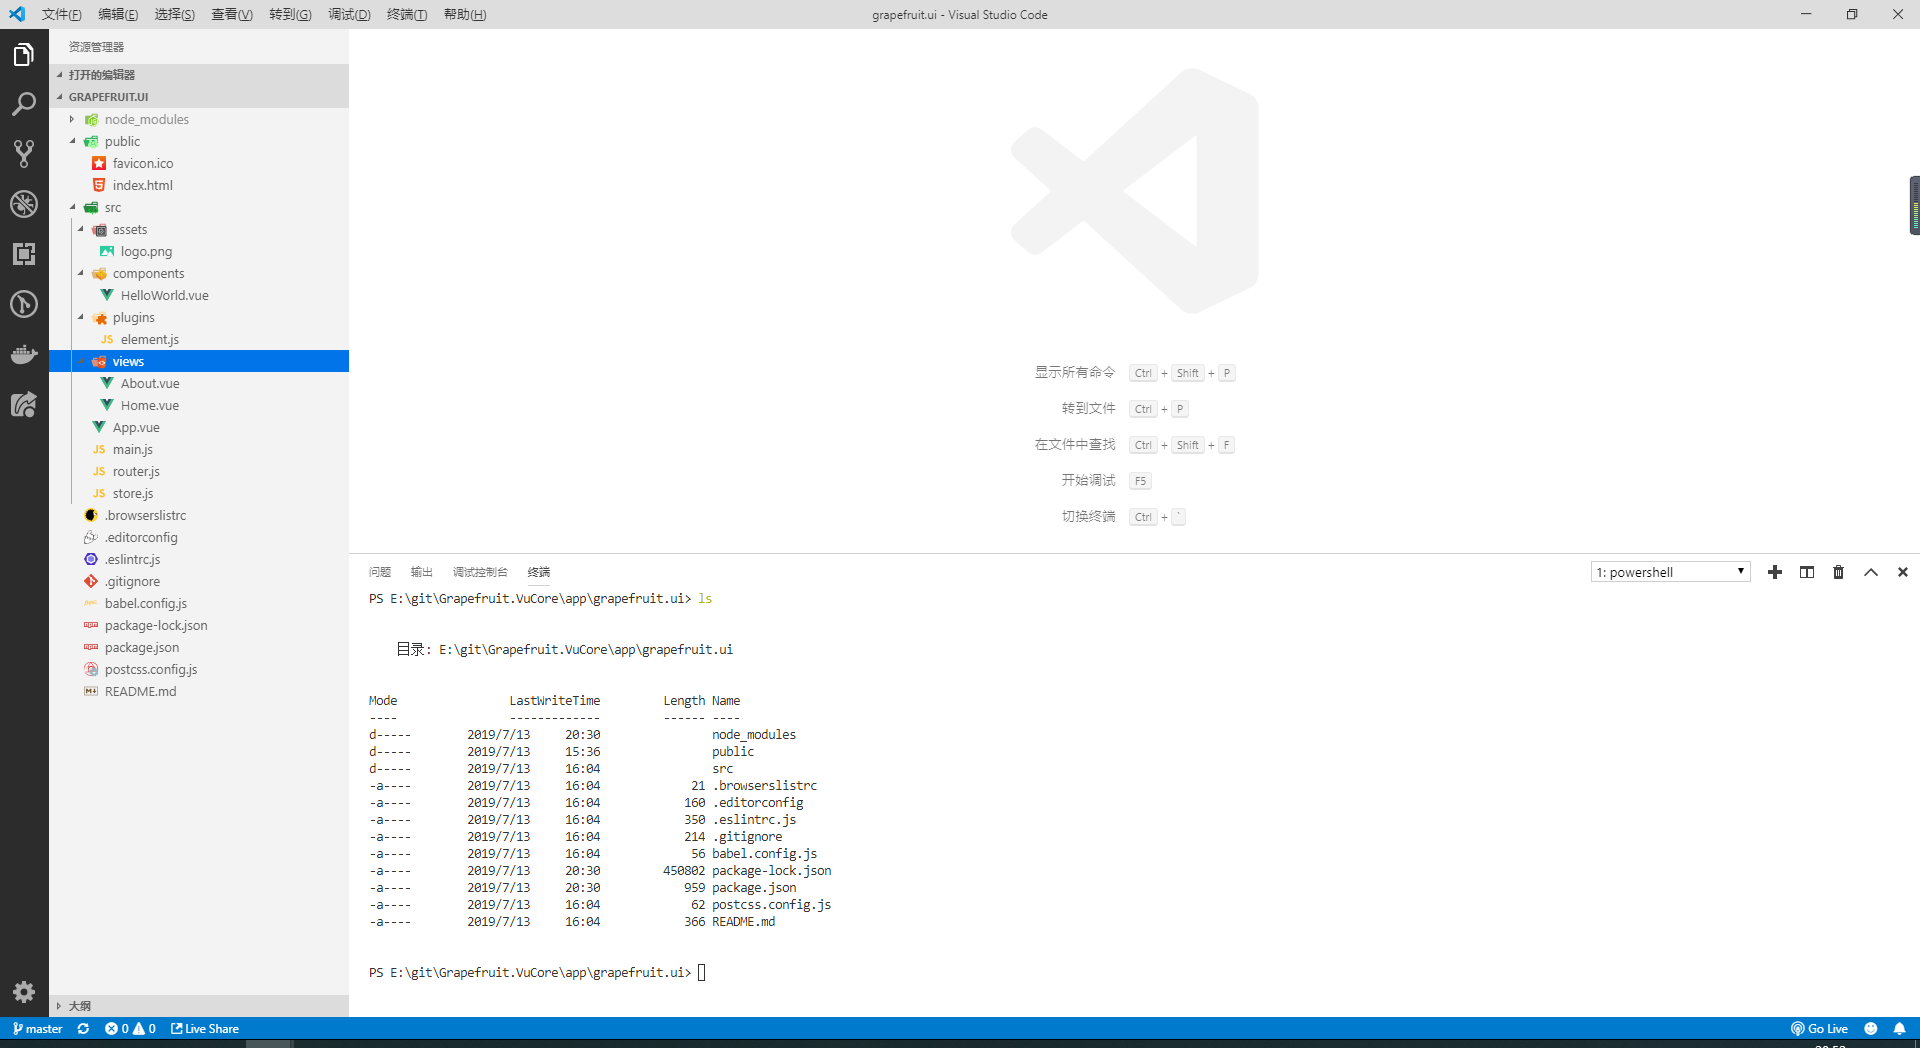 文件(F) 编辑(E) 选择(S) 查看(V) 转到(G) 调试(D) 终端(T) 帮助(H) grapefruit.ui - Visual Studio Code
资源管理器
打开的编辑器
GRAPEFRUIT.UI
node_modules
public
favicon.ico
index.html
src
assets
logo.png
components
HelloWorld.vue
plugins
JS element.js
views
About.vue
Home.vue
App.vue
JS main.js
JS router.js
JS store.js
.browserslistrc
.editorconfig
.eslintrc.js
.gitignore
babel.config.js
package-lock.json
package.json
postcss.config.js
README.md
大纲
显示所有命令 Ctrl + Shift + P
转到文件 Ctrl + P
在文件中查找 Ctrl + Shift + F
开始调试 F5
切换终端 Ctrl + `
问题 输出 调试控制台 终端 1: powershell
PS E:\git\Grapefruit.VuCore\app\grapefruit.ui> ls
目录: E:\git\Grapefruit.VuCore\app\grapefruit.ui
Mode LastWriteTime Length Name
---- ------------- ------ ----
d----- 2019/7/13 20:30 node_modules
d----- 2019/7/13 15:36 public
d----- 2019/7/13 16:04 src
-a---- 2019/7/13 16:04 21 .browserslistrc
-a---- 2019/7/13 16:04 160 .editorconfig
-a---- 2019/7/13 16:04 350 .eslintrc.js
-a---- 2019/7/13 16:04 214 .gitignore
-a---- 2019/7/13 16:04 56 babel.config.js
-a---- 2019/7/13 20:30 450802 package-lock.json
-a---- 2019/7/13 20:30 959 package.json
-a---- 2019/7/13 16:04 62 postcss.config.js
-a---- 2019/7/13 16:04 366 README.md
PS E:\git\Grapefruit.VuCore\app\grapefruit.ui>
master 0 0 Live Share Go Live